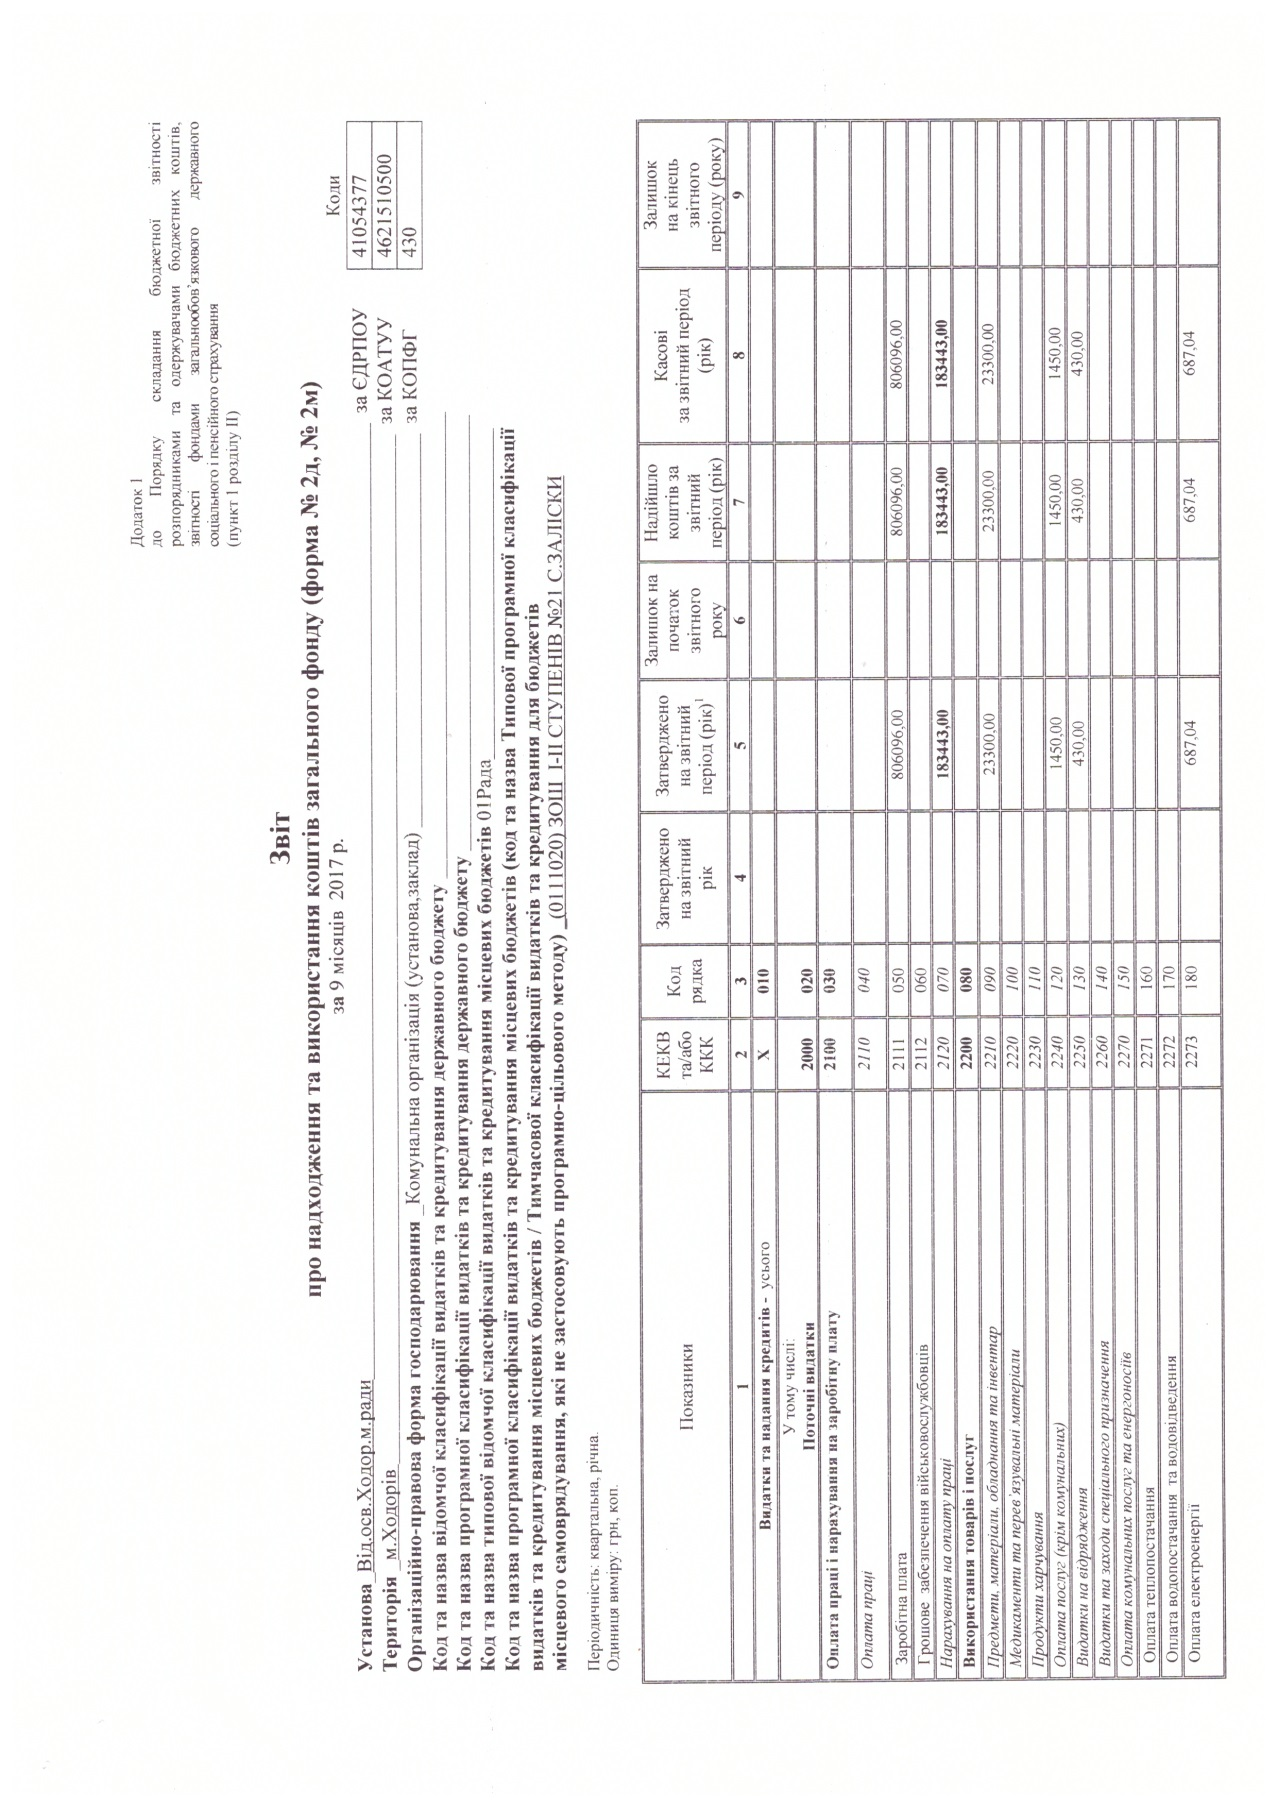 Додаток 1
до Порядку складання бюджетної звітності
розпорядниками та одержувачами бюджетних коштів,
звітності фондами загальнообов'язкового державного
соціального і пенсійного страхування
(пункт 1 розділу II)
Звіт
про надходження та використання коштів загального фонду (форма № 2д, № 2м)
за 9 місяців 2017 р.
Коди
Установа_Від.осв.Ходор.м.ради за ЄДРПОУ 41054377
Територія _м.Ходорів за КОАТУУ 4621510500
Організаційно-правова форма господарювання _Комунальна організація (установа,заклад) за КОПФГ 430
Код та назва відомчої класифікації видатків та кредитування державного бюджету
Код та назва програмної класифікації видатків та кредитування державного бюджету
Код та назва типової відомчої класифікації видатків та кредитування місцевих бюджетів 01Рада
Код та назва програмної класифікації видатків та кредитування місцевих бюджетів (код та назва Типової програмної класифікації
видатків та кредитування місцевих бюджетів / Тимчасової класифікації видатків та кредитування для бюджетів
місцевого самоврядування, які не застосовують програмно-цільового методу) _(0111020) ЗОШ І-ІІ СТУПЕНІВ №21 С.ЗАЛІСКИ
Періодичність: квартальна, річна.
Одиниця виміру: грн, коп.
Показники КЕКВ та/або ККК Код рядка Затверджено на звітний рік Затверджено на звітний період (рік)1 Залишок на початок звітного року Надійшло коштів за звітний період (рік) Касові за звітний період (рік) Залишок на кінець звітного періоду (року)
1 2 3 4 5 6 7 8 9
Видатки та надання кредитів - усього Х 010
У тому числі:
Поточні видатки 2000 020
Оплата праці і нарахування на заробітну плату 2100 030
Оплата праці 2110 040
Заробітна плата 2111 050 806096,00 806096,00 806096,00
Грошове забезпечення військовослужбовців 2112 060
Нарахування на оплату праці 2120 070 183443,00 183443,00 183443,00
Використання товарів і послуг 2200 080
Предмети, матеріали, обладнання та інвентар 2210 090 23300,00 23300,00 23300,00
Медикаменти та перев'язувальні матеріали 2220 100
Продукти харчування 2230 110
Оплата послуг (крім комунальних) 2240 120 1450,00 1450,00 1450,00
Видатки на відрядження 2250 130 430,00 430,00 430,00
Видатки та заходи спеціального призначення 2260 140
Оплата комунальних послуг та енергоносіїв 2270 150
Оплата теплопостачання 2271 160
Оплата водопостачання та водовідведення 2272 170
Оплата електроенергії 2273 180 687,04 687,04 687,04